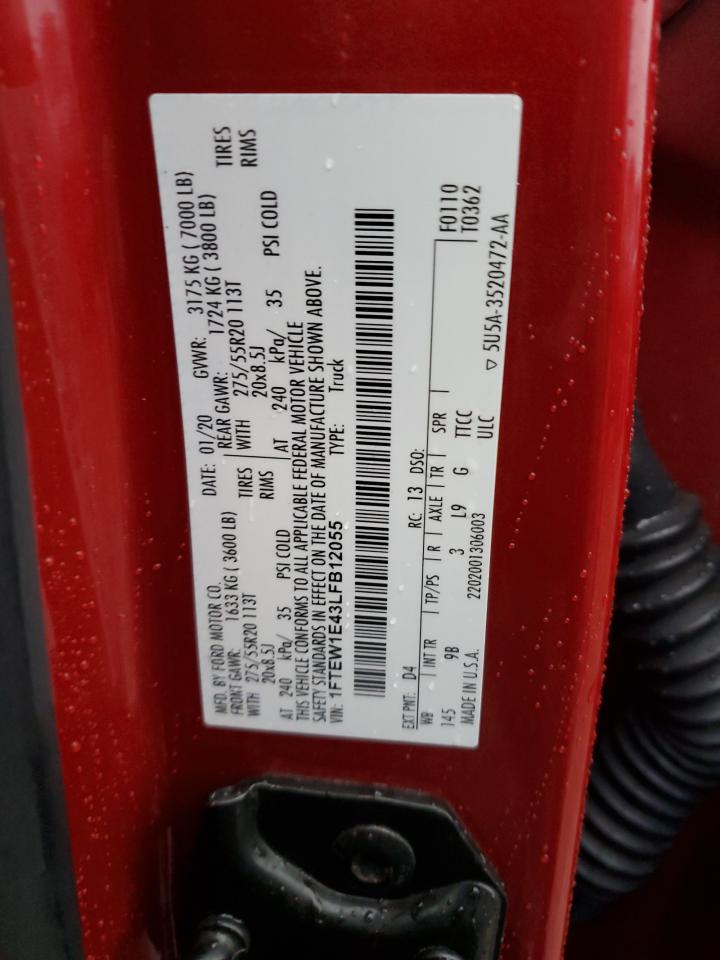 MFD. BY FORD MOTOR CO.
DATE: 01/20 GVWR: 3175 KG ( 7000 LB)
FRONT GAWR: 1633 KG ( 3600 LB)
REAR GAWR: 1724 KG ( 3800 LB)
WITH 275/55R20 113T TIRES
WITH 275/55R20 113T TIRES
20x8.5J RIMS
20x8.5J RIMS
AT 240 kPa/ 35 PSI COLD
AT 240 kPa/ 35 PSI COLD
THIS VEHICLE CONFORMS TO ALL APPLICABLE FEDERAL MOTOR VEHICLE
SAFETY STANDARDS IN EFFECT ON THE DATE OF MANUFACTURE SHOWN ABOVE.
VIN: 1FTEW1E43LFB12055 TYPE: Truck
EXT PNT: D4 RC: 13 DSO: F0110
WB INT TR TP/PS R AXLE TR SPR T0362
145 9B 3 L9 G TTCC
MADE IN U.S.A. 2202001306003 ULC ▽ 5U5A-3520472-AA